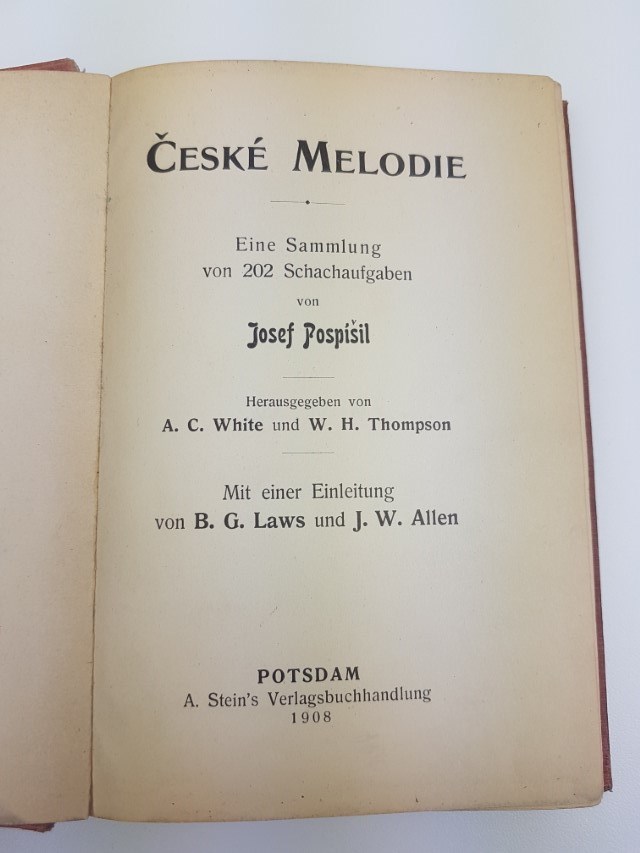 ČESKÉ MELODIE
Eine Sammlung
von 202 Schachaufgaben
von
Josef Pospíšil
Herausgegeben von
A. C. White und W. H. Thompson
Mit einer Einleitung
von B. G. Laws und J. W. Allen
POTSDAM
A. Stein's Verlagsbuchhandlung
1908